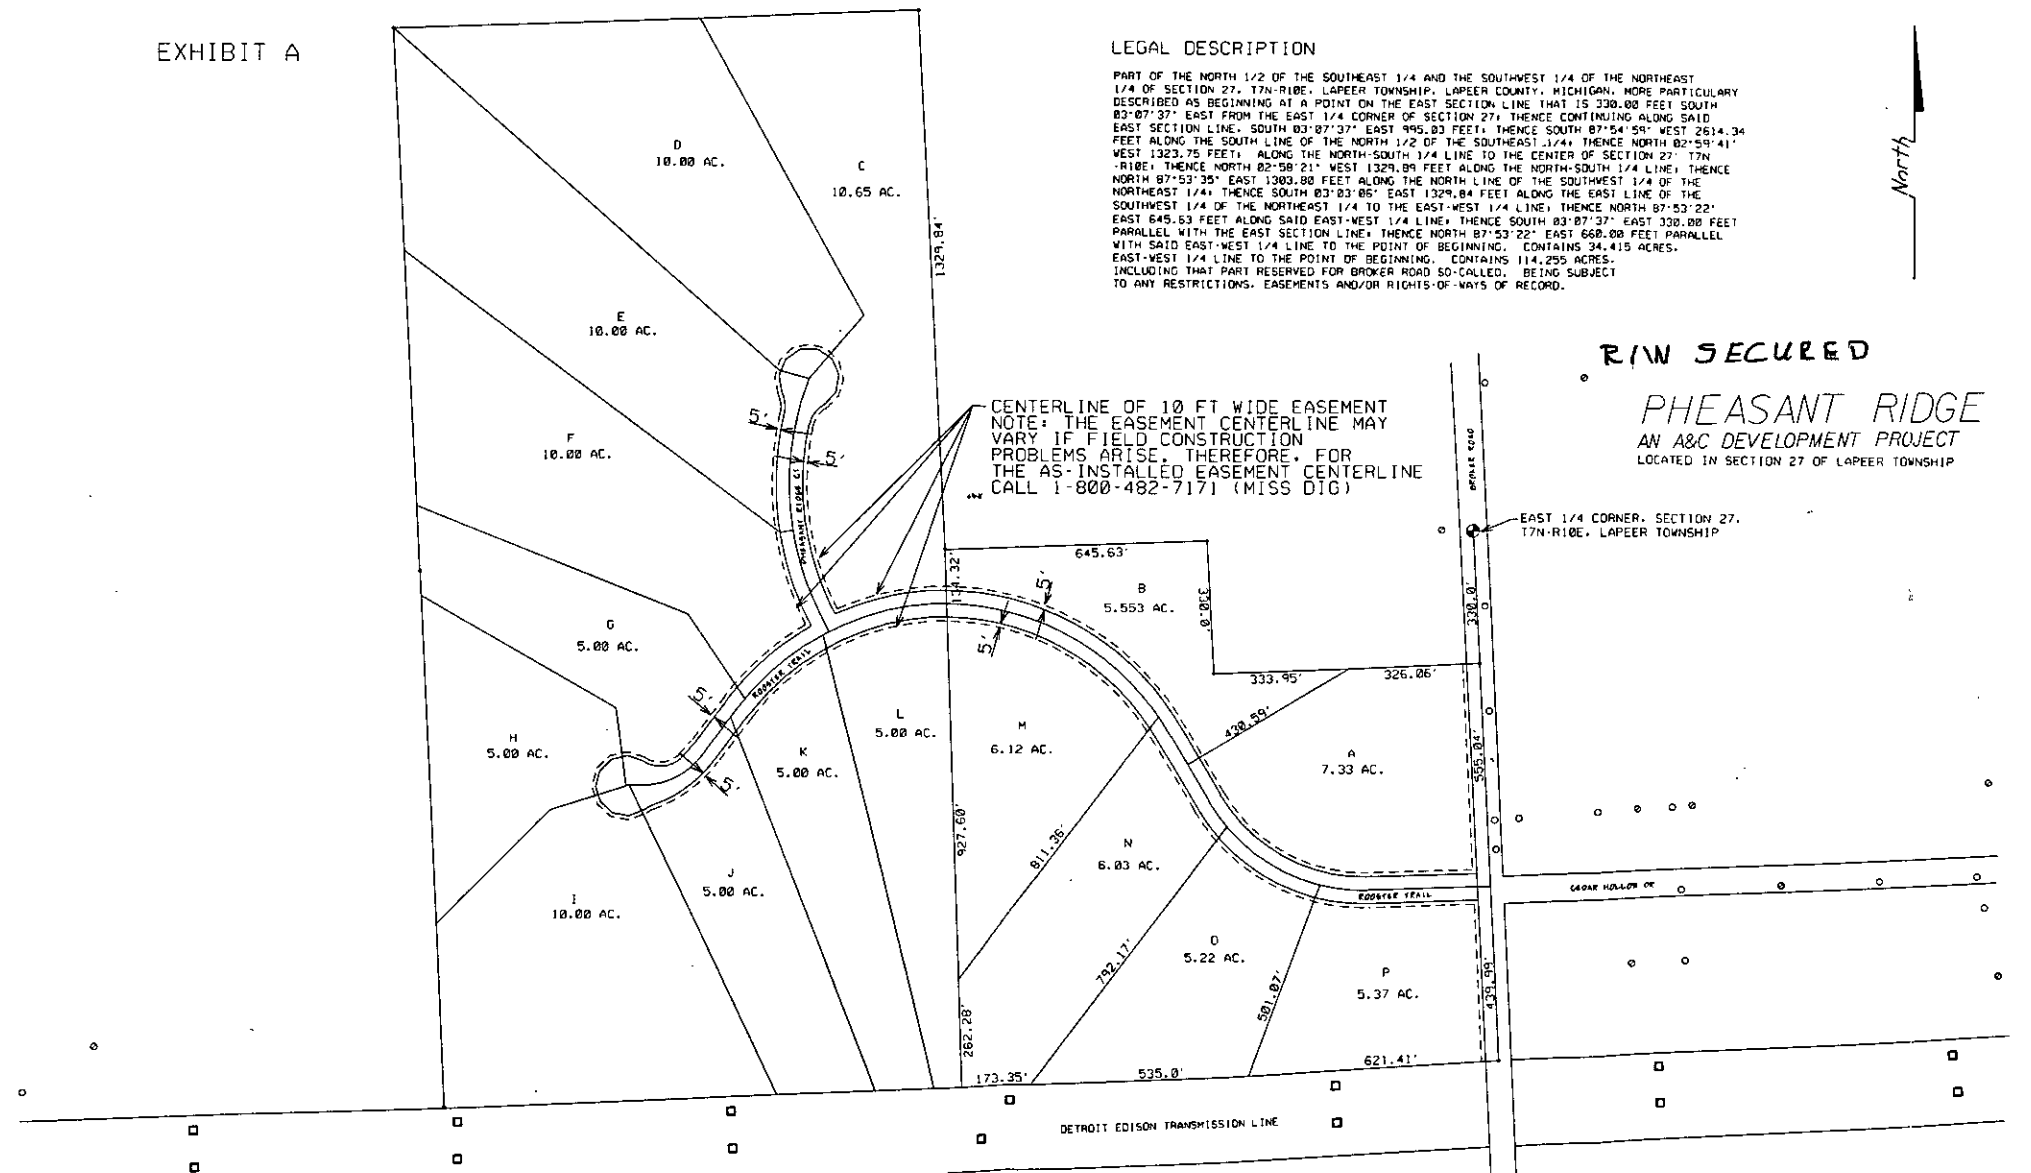 EXHIBIT A
LEGAL DESCRIPTION
PART OF THE NORTH 1/2 OF THE SOUTHEAST 1/4 AND THE SOUTHWEST 1/4 OF THE NORTHEAST
1/4 OF SECTION 27, T7N-R10E, LAPEER TOWNSHIP, LAPEER COUNTY, MICHIGAN, MORE PARTICULARY
DESCRIBED AS BEGINNING AT A POINT ON THE EAST SECTION LINE THAT IS 330.00 FEET SOUTH
03°07'37" EAST FROM THE EAST 1/4 CORNER OF SECTION 27; THENCE CONTINUING ALONG SAID
EAST SECTION LINE, SOUTH 03°07'37" EAST 995.03 FEET; THENCE SOUTH 87°54'59" WEST 2614.34
FEET ALONG THE SOUTH LINE OF THE NORTH 1/2 OF THE SOUTHEAST 1/4; THENCE NORTH 02°59'41"
WEST 1323.75 FEET; ALONG THE NORTH-SOUTH 1/4 LINE TO THE CENTER OF SECTION 27' T7N
-R10E; THENCE NORTH 02°58'21" WEST 1329.89 FEET ALONG THE NORTH-SOUTH 1/4 LINE; THENCE
NORTH 87°53'35" EAST 1303.80 FEET ALONG THE NORTH LINE OF THE SOUTHWEST 1/4 OF THE
NORTHEAST 1/4; THENCE SOUTH 03°03'06" EAST 1329.84 FEET ALONG THE EAST LINE OF THE
SOUTHWEST 1/4 OF THE NORTHEAST 1/4 TO THE EAST-WEST 1/4 LINE; THENCE NORTH 87°53'22"
EAST 645.63 FEET ALONG SAID EAST-WEST 1/4 LINE; THENCE SOUTH 03°07'37" EAST 330.00 FEET
PARALLEL WITH THE EAST SECTION LINE; THENCE NORTH 87°53'22" EAST 660.00 FEET PARALLEL
WITH SAID EAST-WEST 1/4 LINE TO THE POINT OF BEGINNING. CONTAINS 34.415 ACRES.
EAST-WEST 1/4 LINE TO THE POINT OF BEGINNING. CONTAINS 114.255 ACRES.
INCLUDING THAT PART RESERVED FOR BROKER ROAD SO-CALLED. BEING SUBJECT
TO ANY RESTRICTIONS, EASEMENTS AND/OR RIGHTS-OF-WAYS OF RECORD.
North
R/W SECURED
PHEASANT RIDGE
AN A&C DEVELOPMENT PROJECT
LOCATED IN SECTION 27 OF LAPEER TOWNSHIP
D
10.00 AC.
C
10.65 AC.
1329.84'
E
10.00 AC.
F
10.00 AC.
5'
5'
PHEASANT RIDGE CT
CENTERLINE OF 10 FT WIDE EASEMENT
NOTE: THE EASEMENT CENTERLINE MAY
VARY IF FIELD CONSTRUCTION
PROBLEMS ARISE. THEREFORE, FOR
THE AS-INSTALLED EASEMENT CENTERLINE
CALL 1-800-482-7171 (MISS DIG)
BROKER ROAD
EAST 1/4 CORNER, SECTION 27,
T7N-R10E, LAPEER TOWNSHIP
645.63'
134.32'
5'
5'
B
5.553 AC.
330.0'
330.0'
333.95'
326.06'
430.59'
555.04'
A
7.33 AC.
G
5.00 AC.
ROOSTER TRAIL
5'
5'
H
5.00 AC.
L
5.00 AC.
K
5.00 AC.
M
6.12 AC.
927.60'
811.36'
N
6.03 AC.
J
5.00 AC.
I
10.00 AC.
ROOSTER TRAIL
CEDAR HOLLOW DR
792.17'
O
5.22 AC.
501.07'
P
5.37 AC.
439.99'
262.28'
173.35'
535.0'
621.41'
DETROIT EDISON TRANSMISSION LINE